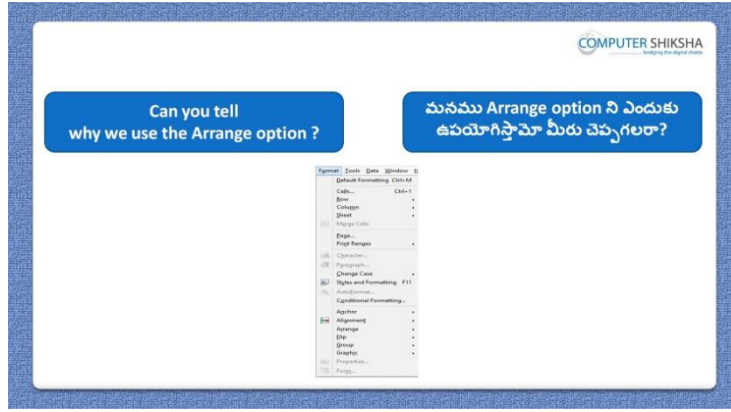 COMPUTER SHIKSHA
bridging the digital divide
Can you tell
why we use the Arrange option ?
మనము Arrange option ని ఎందుకు
ఉపయోగిస్తామో మీరు చెప్పగలరా?
Format Tools Data Window
Default Formatting Ctrl+M
Cells... Ctrl+1
Row
Column
Sheet
Merge Cells
Page...
Print Ranges
Character...
Paragraph...
Change Case
Styles and Formatting F11
AutoFormat...
Conditional Formatting...
Anchor
Alignment
Arrange
Flip
Group
Graphic
Properties...
Form...